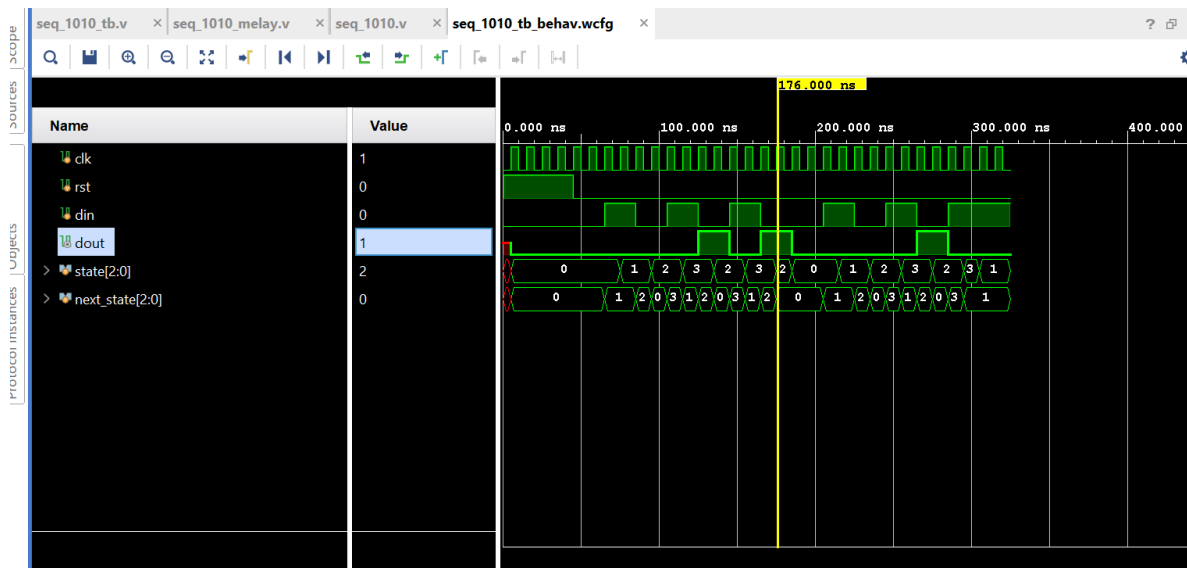 seq_1010_tb.v × seq_1010_melay.v × seq_1010.v × seq_1010_tb_behav.wcfg × ?
Scope
Sources
Objects
Protocol Instances
176.000 ns
Name Value 0.000 ns 100.000 ns 200.000 ns 300.000 ns 400.000
clk 1
rst 0
din 0
dout 1
state[2:0] 2 0 1 2 3 2 3 2 0 1 2 3 2 3 1
next_state[2:0] 0 0 1 2 0 3 1 2 0 3 1 2 0 1 2 0 3 1 2 0 3 1